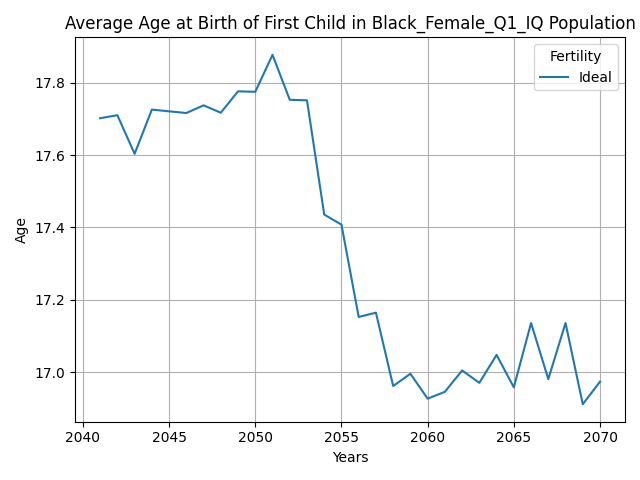 Average Age at Birth of First Child in Black_Female_Q1_IQ Population
Fertility
Ideal
Age
17.8
17.6
17.4
17.2
17.0
2040 2045 2050 2055 2060 2065 2070
Years